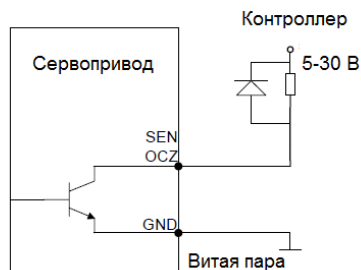 Контроллер
Сервопривод
5-30 В
SEN
OCZ
GND
Витая пара